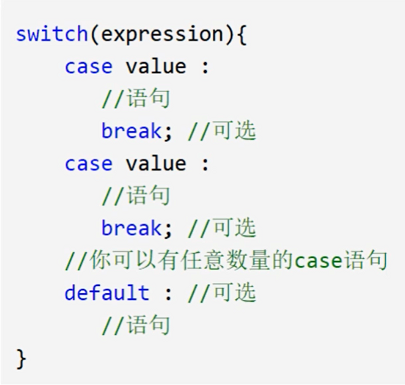 switch(expression){
    case value :
       //语句
       break; //可选
    case value :
       //语句
       break; //可选
    //你可以有任意数量的case语句
    default : //可选
       //语句
}